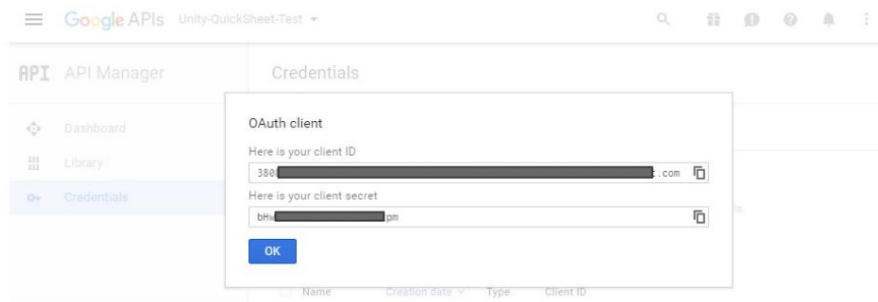 Google APIs Unity-QuickSheet-Test
API API Manager Credentials
Dashboard
Library
Credentials
OAuth client
Here is your client ID
380 .com
Here is your client secret
bHw pm
OK
Name Creation date Type Client ID